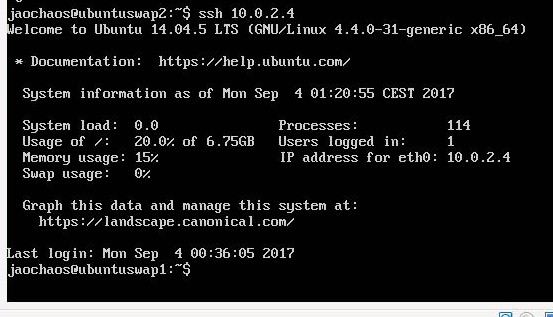 jaochaos@ubuntuswap2:~$ ssh 10.0.2.4
Welcome to Ubuntu 14.04.5 LTS (GNU/Linux 4.4.0-31-generic x86_64)
* Documentation:  https://help.ubuntu.com/
System information as of Mon Sep  4 01:20:55 CEST 2017
System load:  0.0               Processes:           114
Usage of /:   20.0% of 6.75GB   Users logged in:     1
Memory usage: 15%               IP address for eth0: 10.0.2.4
Swap usage:   0%
Graph this data and manage this system at:
https://landscape.canonical.com/
Last login: Mon Sep  4 00:36:05 2017
jaochaos@ubuntuswap1:~$